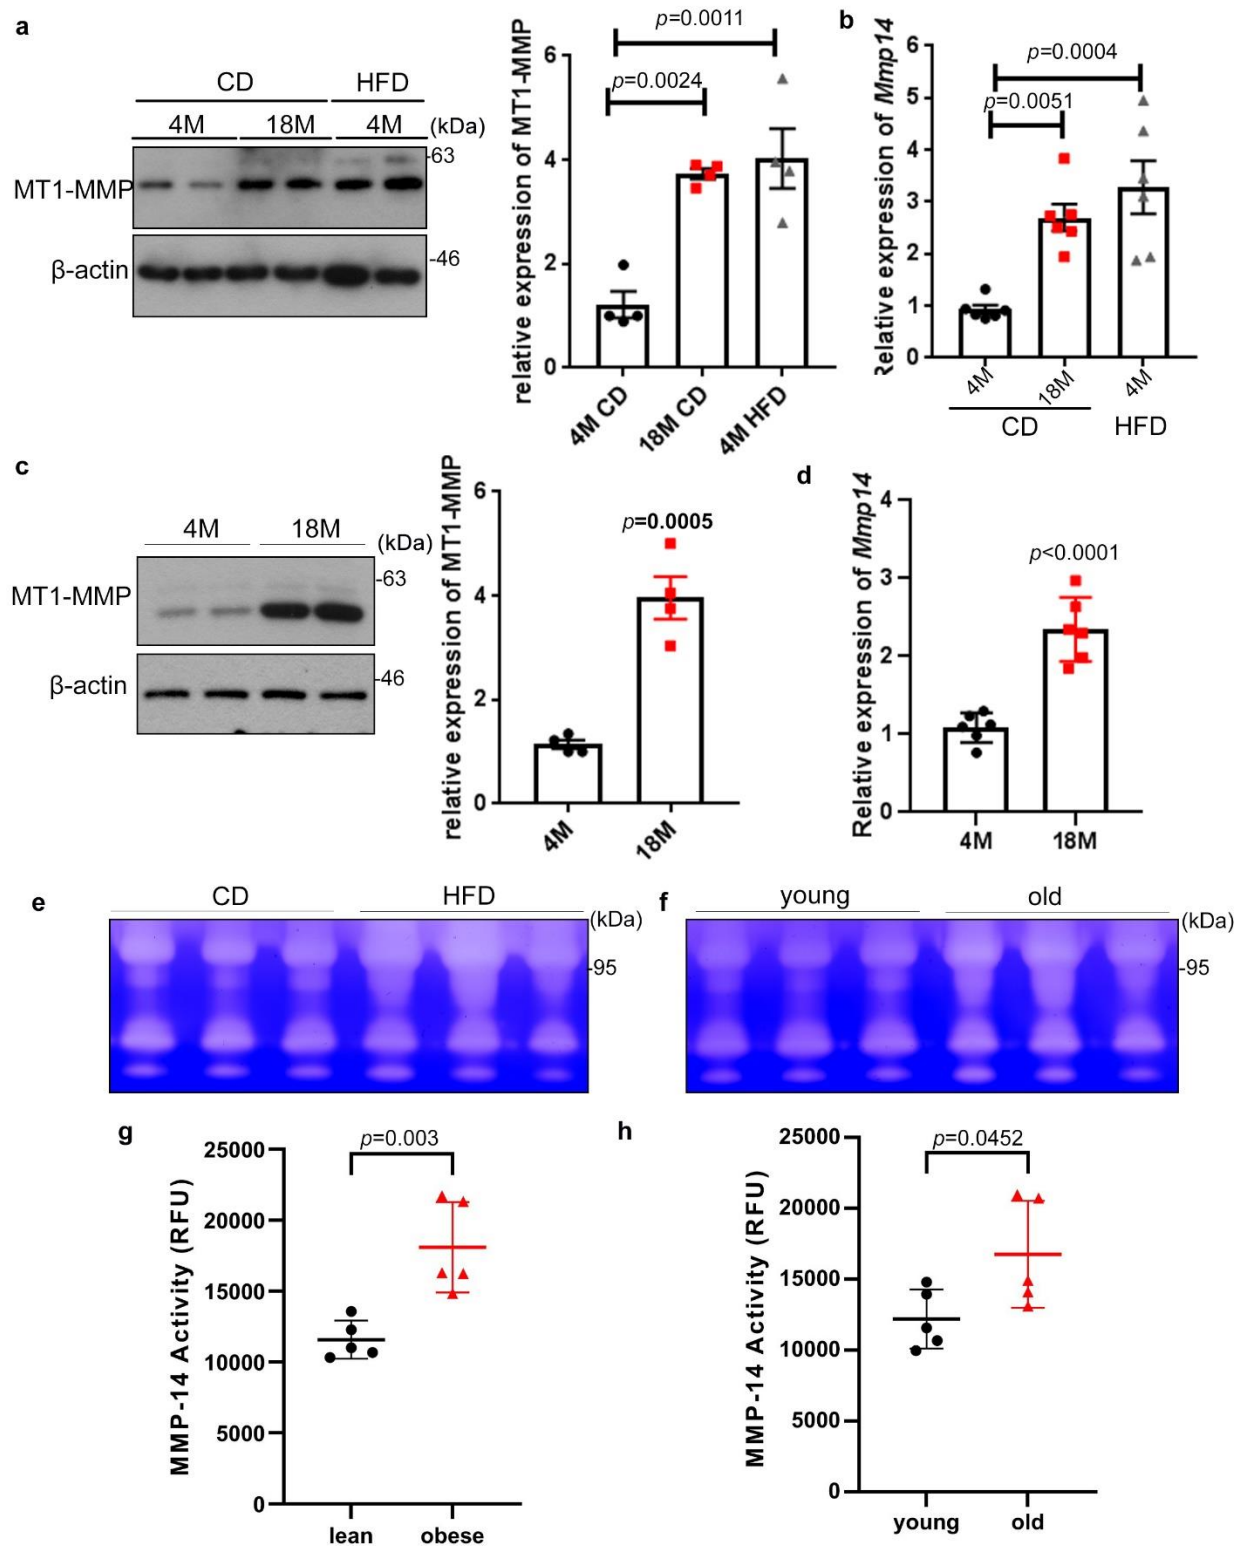 a
CD HFD
4M 18M 4M (kDa)
-63
MT1-MMP
-46
β-actin
relative expression of MT1-MMP
6
4
2
0
p=0.0011
p=0.0024
4M CD
18M CD
4M HFD
b
Relative expression of Mmp14
6
5
4
3
2
1
0
p=0.0004
p=0.0051
4M 18M 4M
CD HFD
c
4M 18M (kDa)
-63
MT1-MMP
-46
β-actin
relative expression of MT1-MMP
6
4
2
0
p=0.0005
4M
18M
d
Relative expression of Mmp14
4
3
2
1
0
p<0.0001
4M 18M
e
CD HFD
(kDa)
-95
f
young old
(kDa)
-95
g
MMP-14 Activity (RFU)
25000
20000
15000
10000
5000
0
p=0.003
lean obese
h
MMP-14 Activity (RFU)
25000
20000
15000
10000
5000
0
p=0.0452
young old